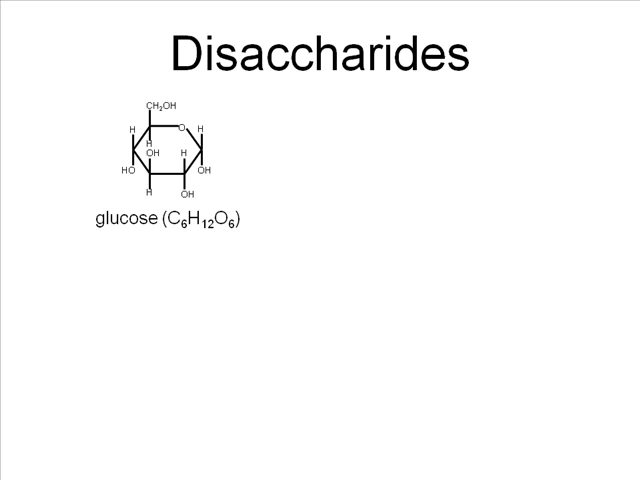 Disaccharides
CH₂OH
H O H
H
OH H
HO OH
H OH
glucose (C₆H₁₂O₆)